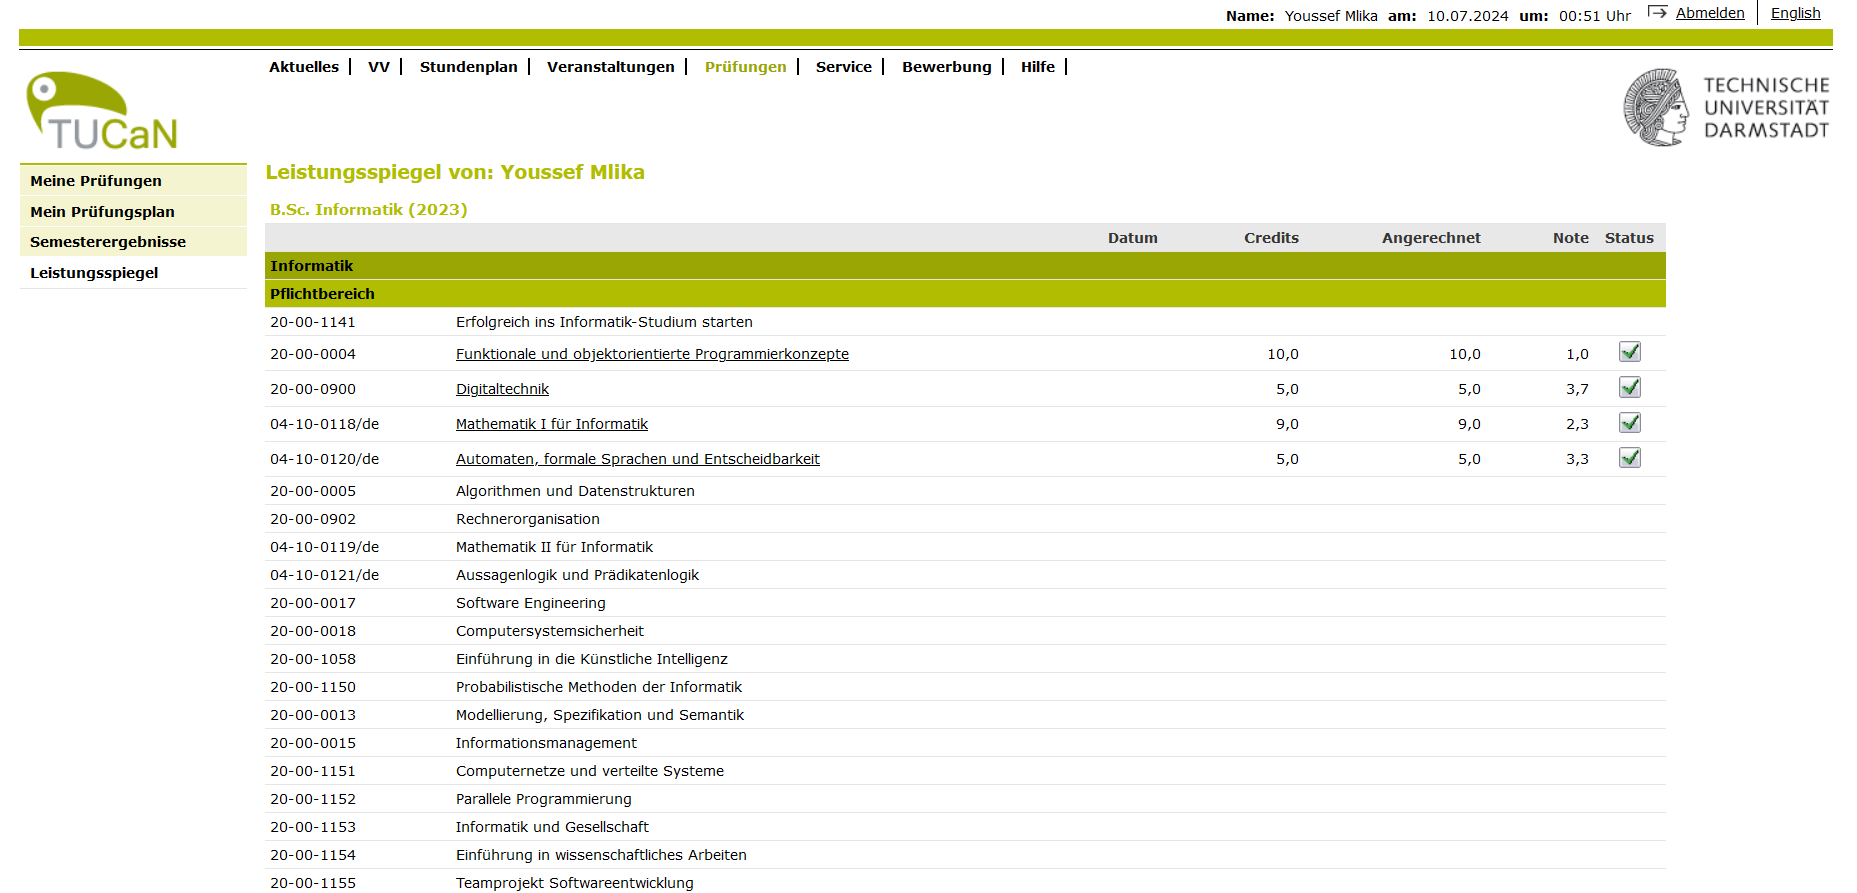 Name: Youssef Mlika am: 10.07.2024 um: 00:51 Uhr Abmelden English
Aktuelles VV Stundenplan Veranstaltungen Prüfungen Service Bewerbung Hilfe
TUCaN
TECHNISCHE
UNIVERSITÄT
DARMSTADT
Meine Prüfungen
Mein Prüfungsplan
Semesterergebnisse
Leistungsspiegel
Leistungsspiegel von: Youssef Mlika
B.Sc. Informatik (2023)
Datum Credits Angerechnet Note Status
Informatik
Pflichtbereich
20-00-1141 Erfolgreich ins Informatik-Studium starten
20-00-0004 Funktionale und objektorientierte Programmierkonzepte 10,0 10,0 1,0
20-00-0900 Digitaltechnik 5,0 5,0 3,7
04-10-0118/de Mathematik I für Informatik 9,0 9,0 2,3
04-10-0120/de Automaten, formale Sprachen und Entscheidbarkeit 5,0 5,0 3,3
20-00-0005 Algorithmen und Datenstrukturen
20-00-0902 Rechnerorganisation
04-10-0119/de Mathematik II für Informatik
04-10-0121/de Aussagenlogik und Prädikatenlogik
20-00-0017 Software Engineering
20-00-0018 Computersystemsicherheit
20-00-1058 Einführung in die Künstliche Intelligenz
20-00-1150 Probabilistische Methoden der Informatik
20-00-0013 Modellierung, Spezifikation und Semantik
20-00-0015 Informationsmanagement
20-00-1151 Computernetze und verteilte Systeme
20-00-1152 Parallele Programmierung
20-00-1153 Informatik und Gesellschaft
20-00-1154 Einführung in wissenschaftliches Arbeiten
20-00-1155 Teamprojekt Softwareentwicklung